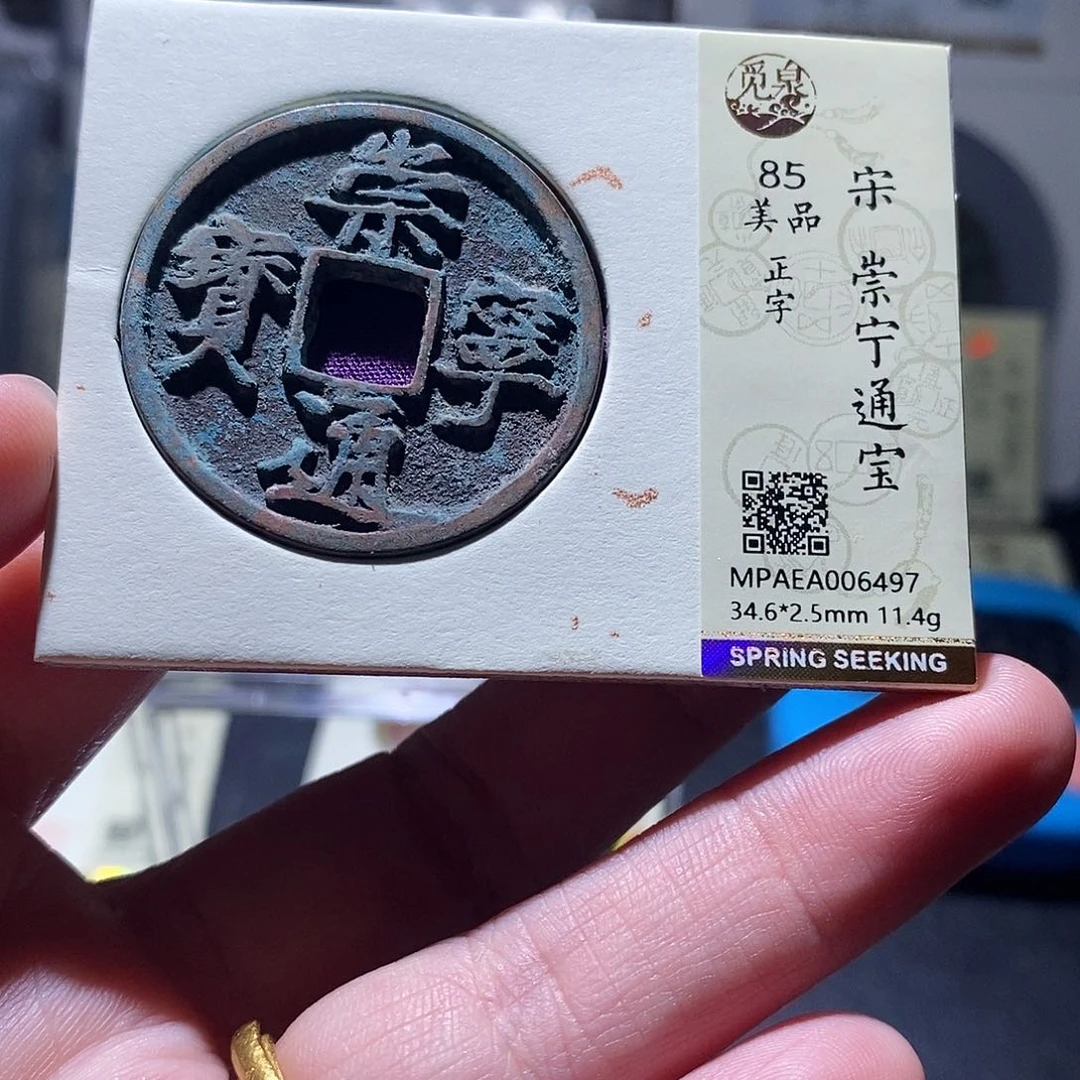 崇寧通寶
觅泉
85
美品
正字
宋 崇宁通宝
MPAEA006497
34.6*2.5mm 11.4g
SPRING SEEKING